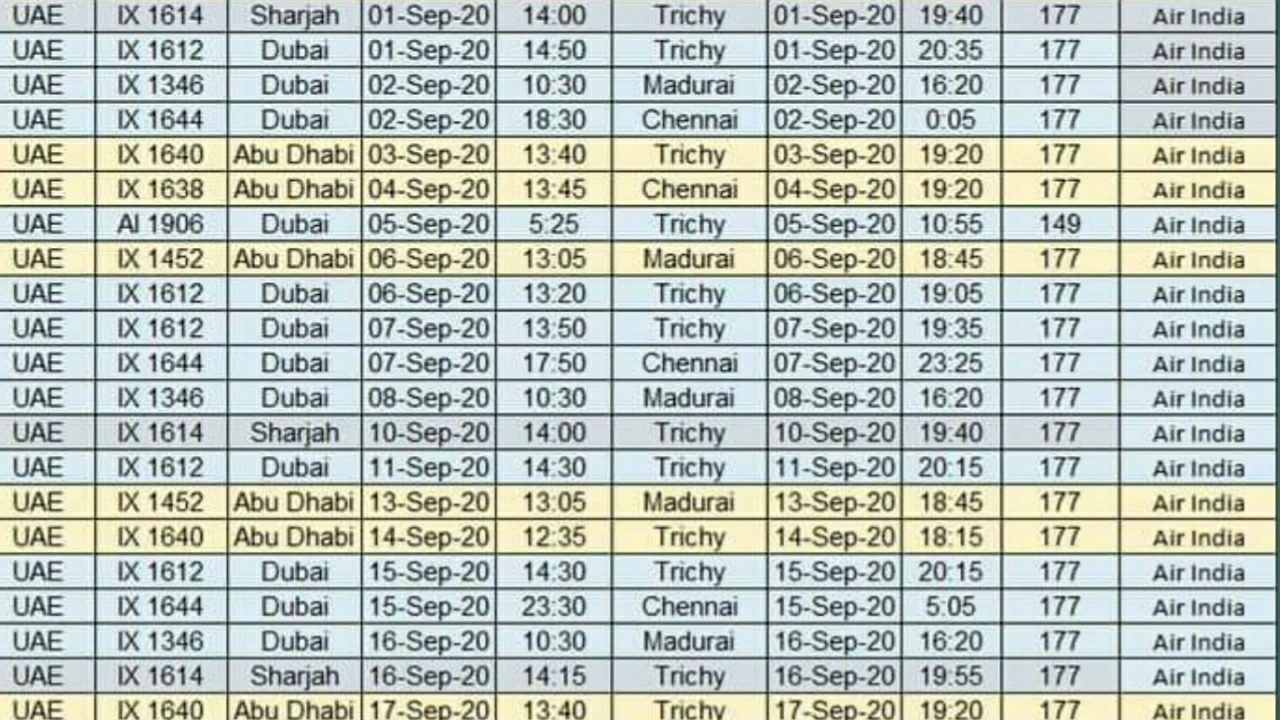 UAE IX 1614 Sharjah 01-Sep-20 14:00 Trichy 01-Sep-20 19:40 177 Air India
UAE IX 1612 Dubai 01-Sep-20 14:50 Trichy 01-Sep-20 20:35 177 Air India
UAE IX 1346 Dubai 02-Sep-20 10:30 Madurai 02-Sep-20 16:20 177 Air India
UAE IX 1644 Dubai 02-Sep-20 18:30 Chennai 02-Sep-20 0:05 177 Air India
UAE IX 1640 Abu Dhabi 03-Sep-20 13:40 Trichy 03-Sep-20 19:20 177 Air India
UAE IX 1638 Abu Dhabi 04-Sep-20 13:45 Chennai 04-Sep-20 19:20 177 Air India
UAE AI 1906 Dubai 05-Sep-20 5:25 Trichy 05-Sep-20 10:55 149 Air India
UAE IX 1452 Abu Dhabi 06-Sep-20 13:05 Madurai 06-Sep-20 18:45 177 Air India
UAE IX 1612 Dubai 06-Sep-20 13:20 Trichy 06-Sep-20 19:05 177 Air India
UAE IX 1612 Dubai 07-Sep-20 13:50 Trichy 07-Sep-20 19:35 177 Air India
UAE IX 1644 Dubai 07-Sep-20 17:50 Chennai 07-Sep-20 23:25 177 Air India
UAE IX 1346 Dubai 08-Sep-20 10:30 Madurai 08-Sep-20 16:20 177 Air India
UAE IX 1614 Sharjah 10-Sep-20 14:00 Trichy 10-Sep-20 19:40 177 Air India
UAE IX 1612 Dubai 11-Sep-20 14:30 Trichy 11-Sep-20 20:15 177 Air India
UAE IX 1452 Abu Dhabi 13-Sep-20 13:05 Madurai 13-Sep-20 18:45 177 Air India
UAE IX 1640 Abu Dhabi 14-Sep-20 12:35 Trichy 14-Sep-20 18:15 177 Air India
UAE IX 1612 Dubai 15-Sep-20 14:30 Trichy 15-Sep-20 20:15 177 Air India
UAE IX 1644 Dubai 15-Sep-20 23:30 Chennai 15-Sep-20 5:05 177 Air India
UAE IX 1346 Dubai 16-Sep-20 10:30 Madurai 16-Sep-20 16:20 177 Air India
UAE IX 1614 Sharjah 16-Sep-20 14:15 Trichy 16-Sep-20 19:55 177 Air India
UAE IX 1640 Abu Dhabi 17-Sep-20 13:40 Trichy 17-Sep-20 19:20 177 Air India